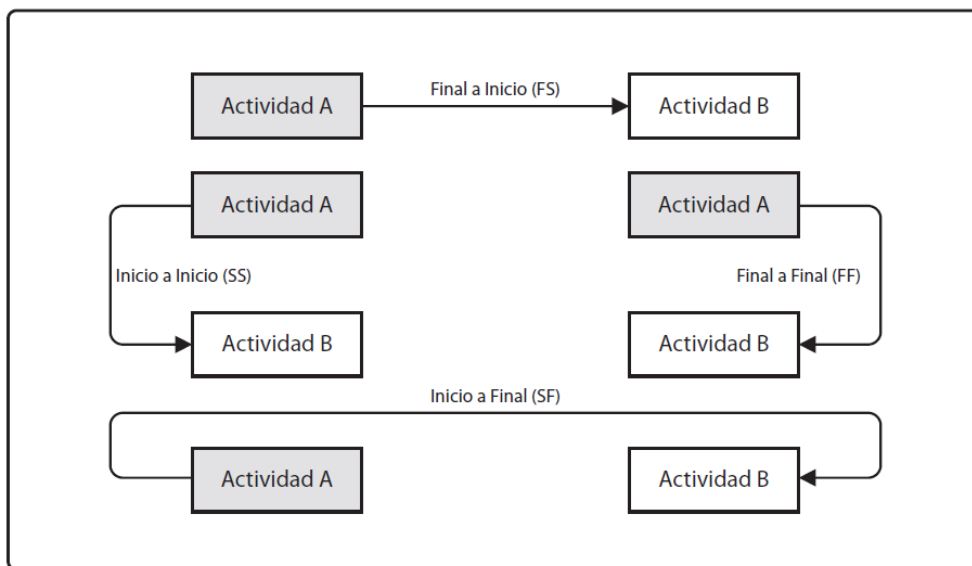 Actividad A
Final a Inicio (FS)
Actividad B
Actividad A
Actividad A
Inicio a Inicio (SS)
Final a Final (FF)
Actividad B
Actividad B
Inicio a Final (SF)
Actividad A
Actividad B